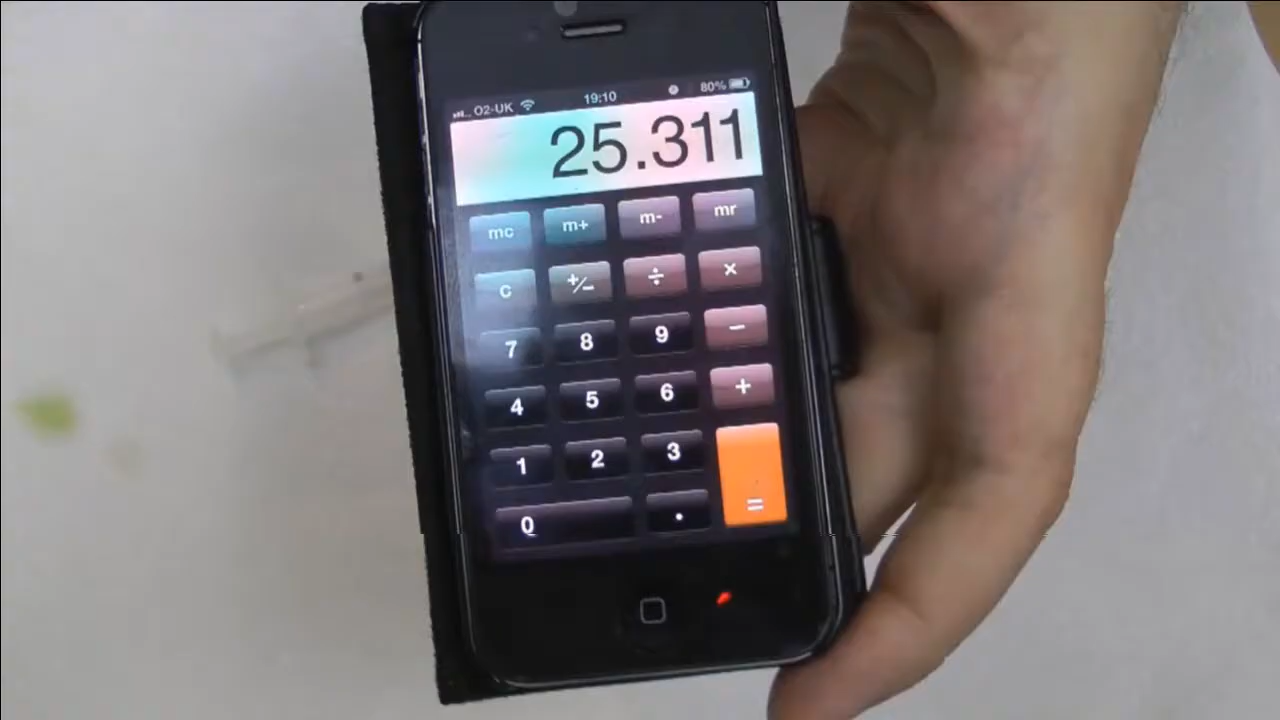 O2-UK 19:10 80%
25.311
mc m+ m- mr
C +/− ÷ ×
7 8 9 −
4 5 6 +
1 2 3
0 . =